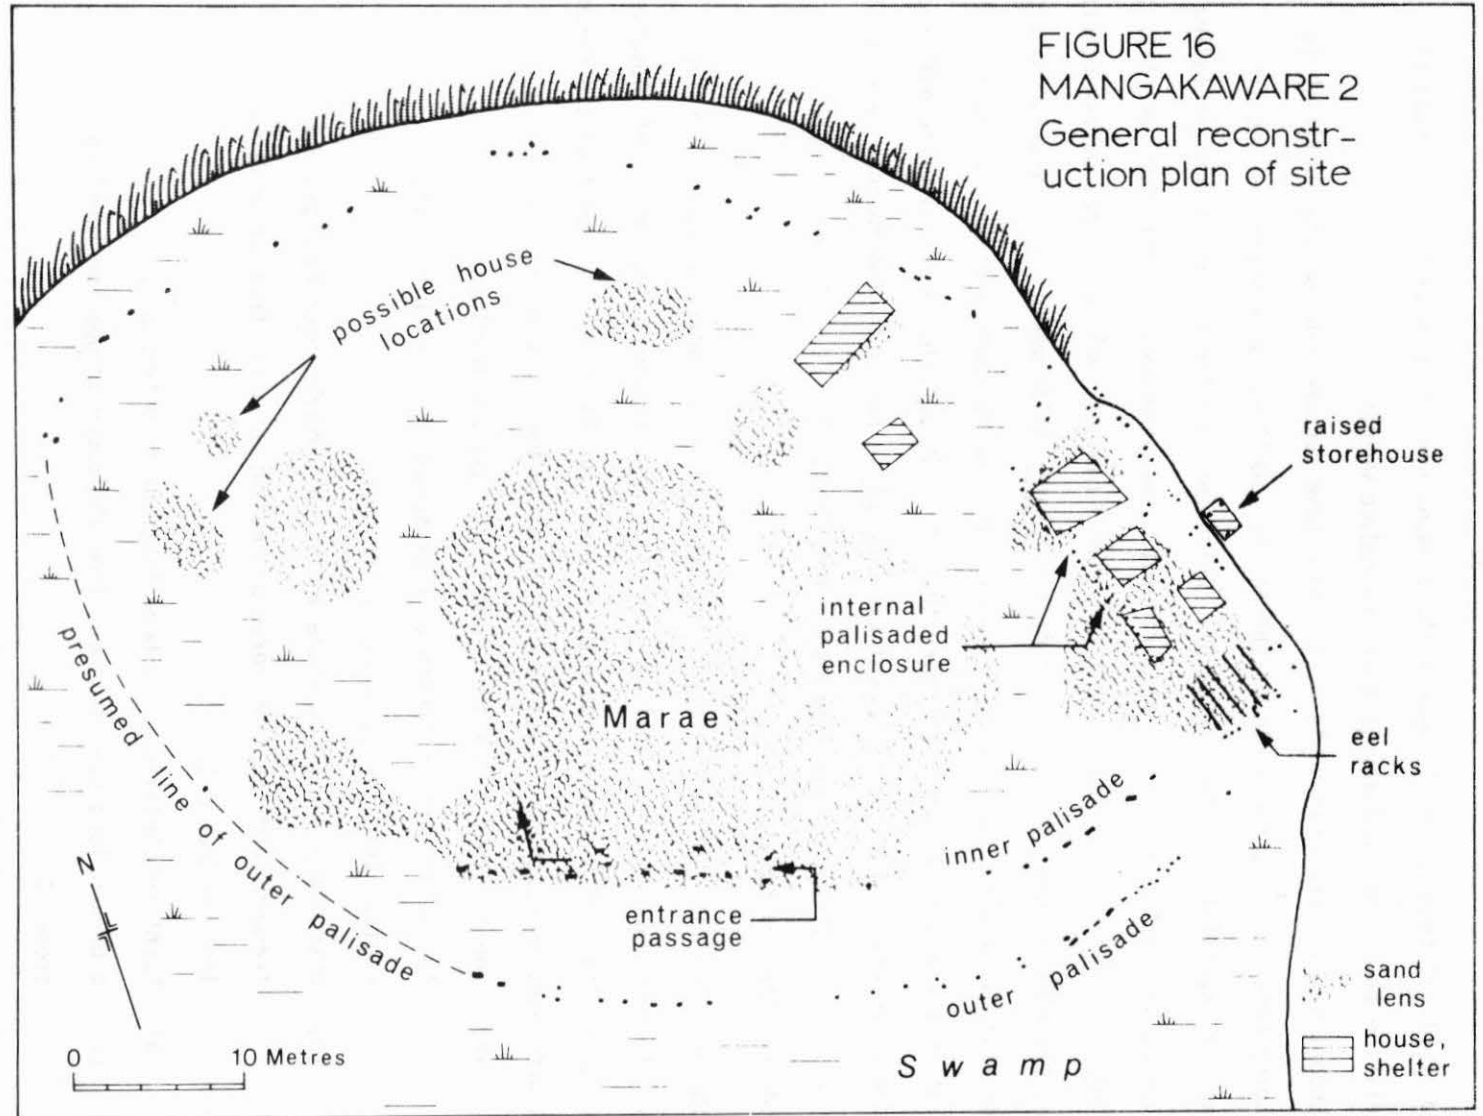 FIGURE 16
MANGAKAWARE 2
General reconstr-
uction plan of site
possible house
locations
raised
storehouse
internal
palisaded
enclosure
Marae
eel
racks
presumed line of outer palisade
inner palisade
entrance
passage
outer palisade
N
sand
lens
0 10 Metres
house,
shelter
Swamp